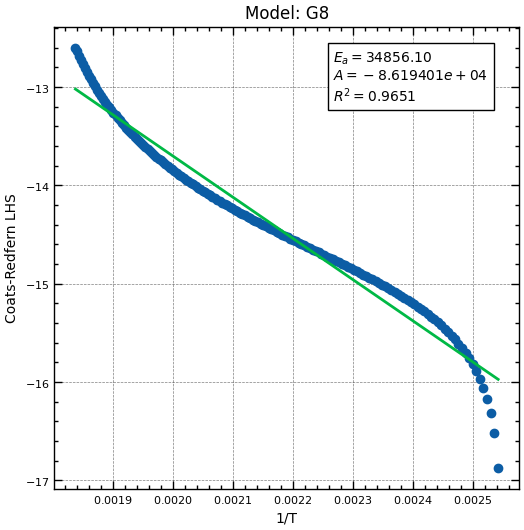 Model: G8
E_a = 34856.10
A = −8.619401e + 04
R² = 0.9651
Coats-Redfern LHS
−13
−14
−15
−16
−17
0.0019 0.0020 0.0021 0.0022 0.0023 0.0024 0.0025
1/T